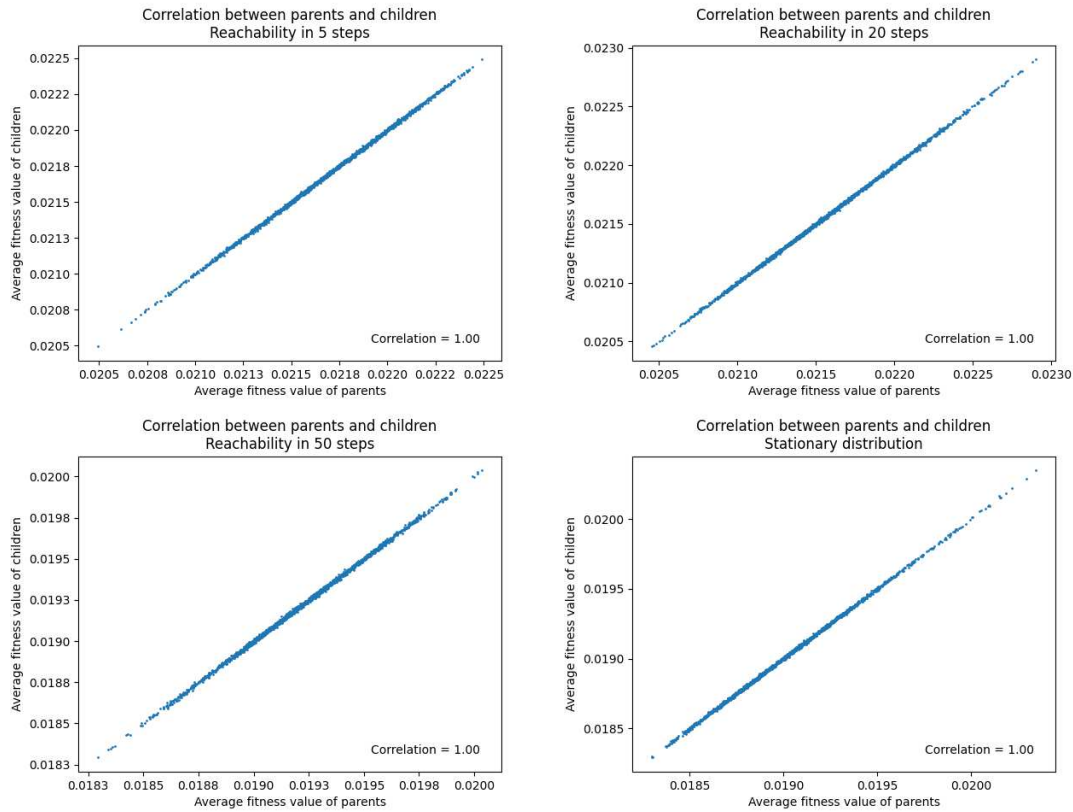 Correlation between parents and children
Reachability in 5 steps
Average fitness value of children
0.0225
0.0222
0.0220
0.0218
0.0215
0.0213
0.0210
0.0208
0.0205
Correlation = 1.00
0.0205 0.0208 0.0210 0.0213 0.0215 0.0218 0.0220 0.0222 0.0225
Average fitness value of parents
Correlation between parents and children
Reachability in 20 steps
Average fitness value of children
0.0230
0.0225
0.0220
0.0215
0.0210
0.0205
Correlation = 1.00
0.0205 0.0210 0.0215 0.0220 0.0225 0.0230
Average fitness value of parents
Correlation between parents and children
Reachability in 50 steps
Average fitness value of children
0.0200
0.0198
0.0195
0.0193
0.0190
0.0188
0.0185
0.0183
Correlation = 1.00
0.0183 0.0185 0.0188 0.0190 0.0193 0.0195 0.0198 0.0200
Average fitness value of parents
Correlation between parents and children
Stationary distribution
Average fitness value of children
0.0200
0.0195
0.0190
0.0185
Correlation = 1.00
0.0185 0.0190 0.0195 0.0200
Average fitness value of parents